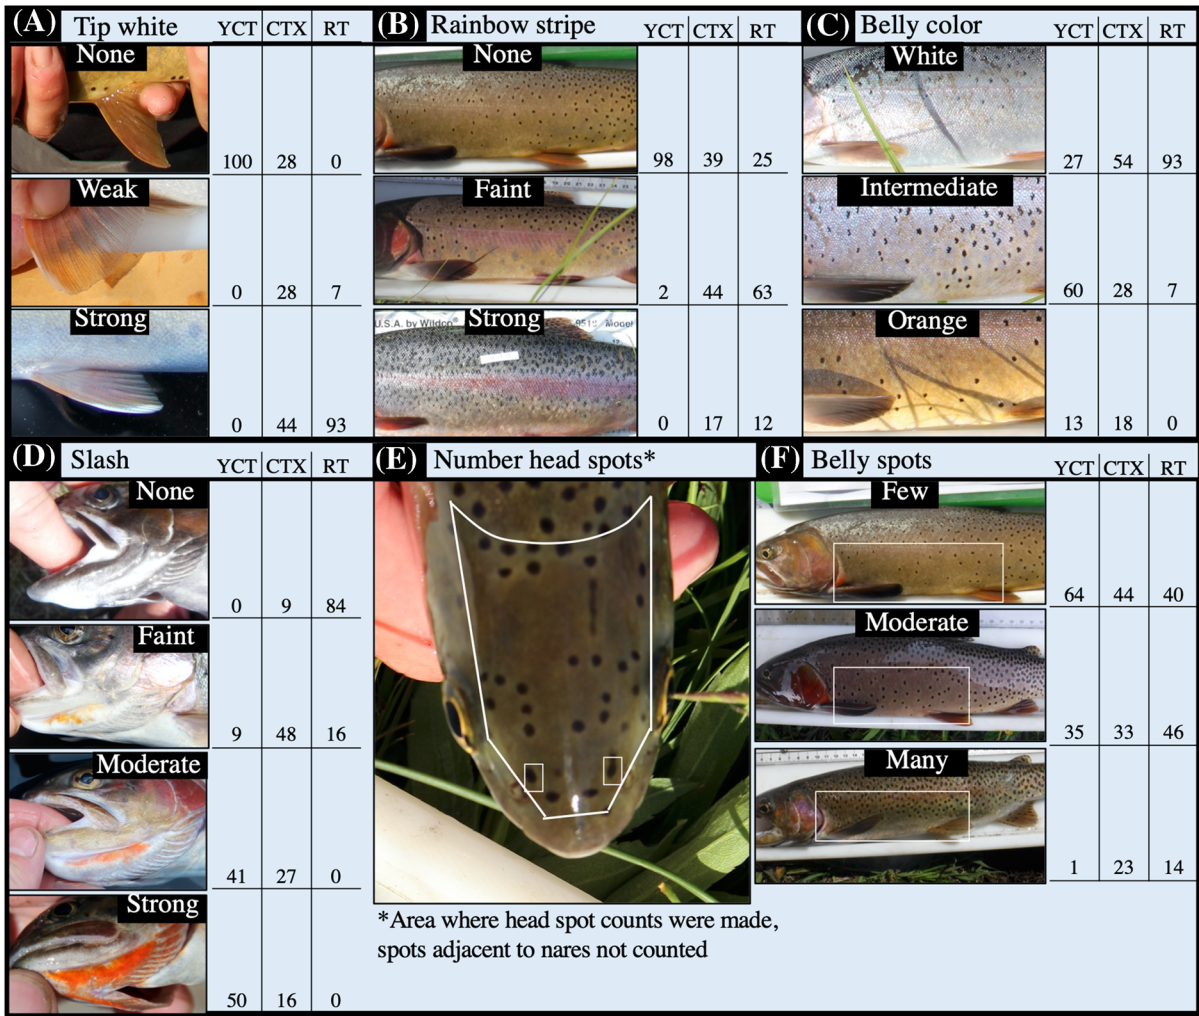 (A) Tip white YCT CTX RT
None
100 28 0
Weak
0 28 7
Strong
0 44 93
(B) Rainbow stripe YCT CTX RT
None
98 39 25
Faint
2 44 63
U.S.A. by Wildco® 9518 Model
Strong
0 17 12
(C) Belly color YCT CTX RT
White
27 54 93
Intermediate
60 28 7
Orange
13 18 0
(D) Slash YCT CTX RT
None
0 9 84
Faint
9 48 16
Moderate
41 27 0
Strong
50 16 0
(E) Number head spots*
*Area where head spot counts were made,
spots adjacent to nares not counted
(F) Belly spots YCT CTX RT
Few
64 44 40
Moderate
35 33 46
Many
1 23 14